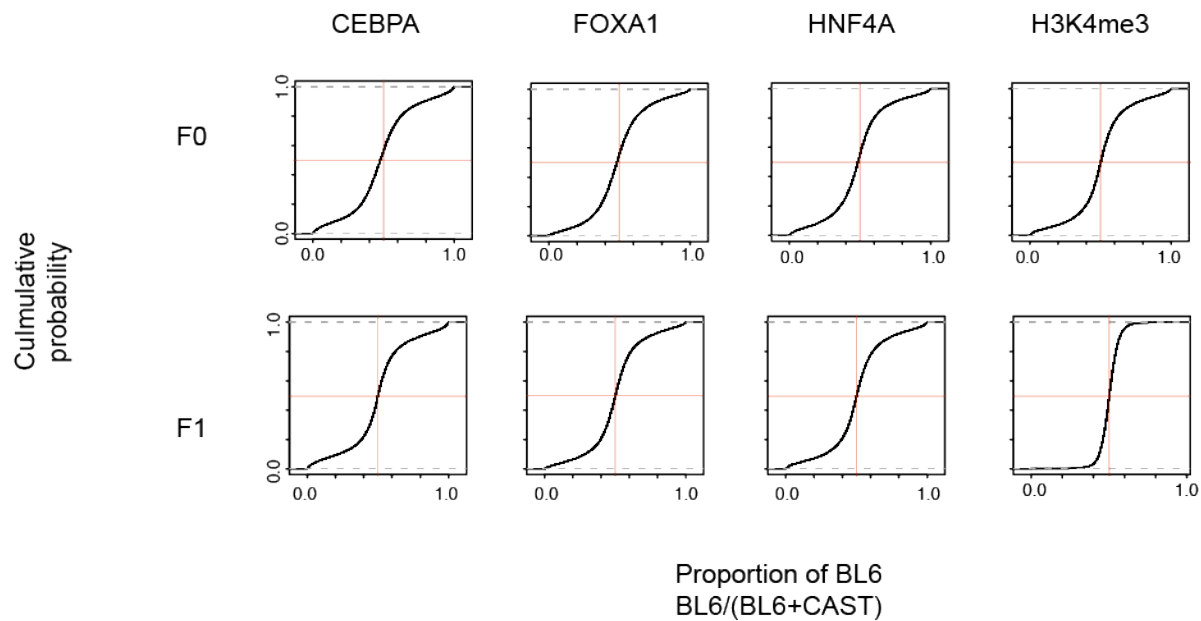 CEBPA FOXA1 HNF4A H3K4me3
F0
1.0
0.0
0.0 1.0 0.0 1.0 0.0 1.0 0.0 1.0
Culmulative
probability
F1
1.0
0.0
0.0 1.0 0.0 1.0 0.0 1.0 0.0 1.0
Proportion of BL6
BL6/(BL6+CAST)